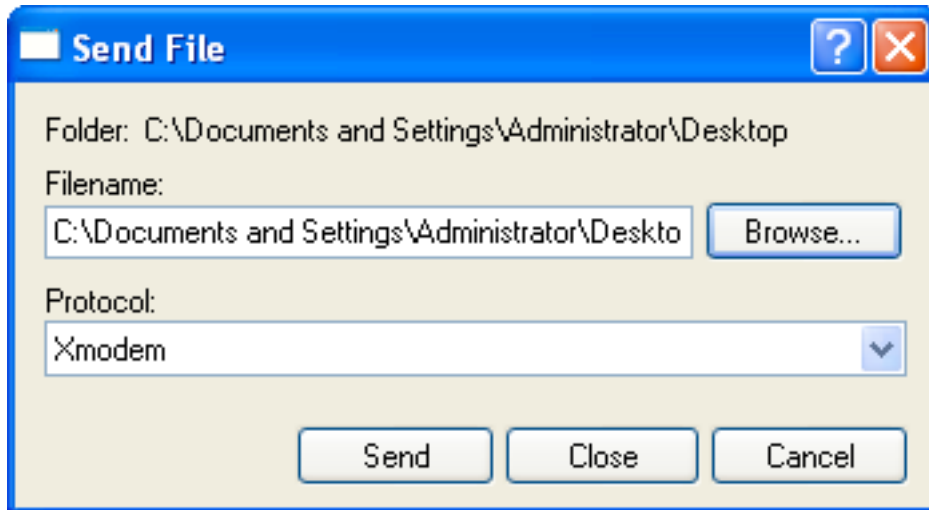 Send File
Folder: C:\Documents and Settings\Administrator\Desktop
Filename:
C:\Documents and Settings\Administrator\Deskto
Browse...
Protocol:
Xmodem
Send Close Cancel